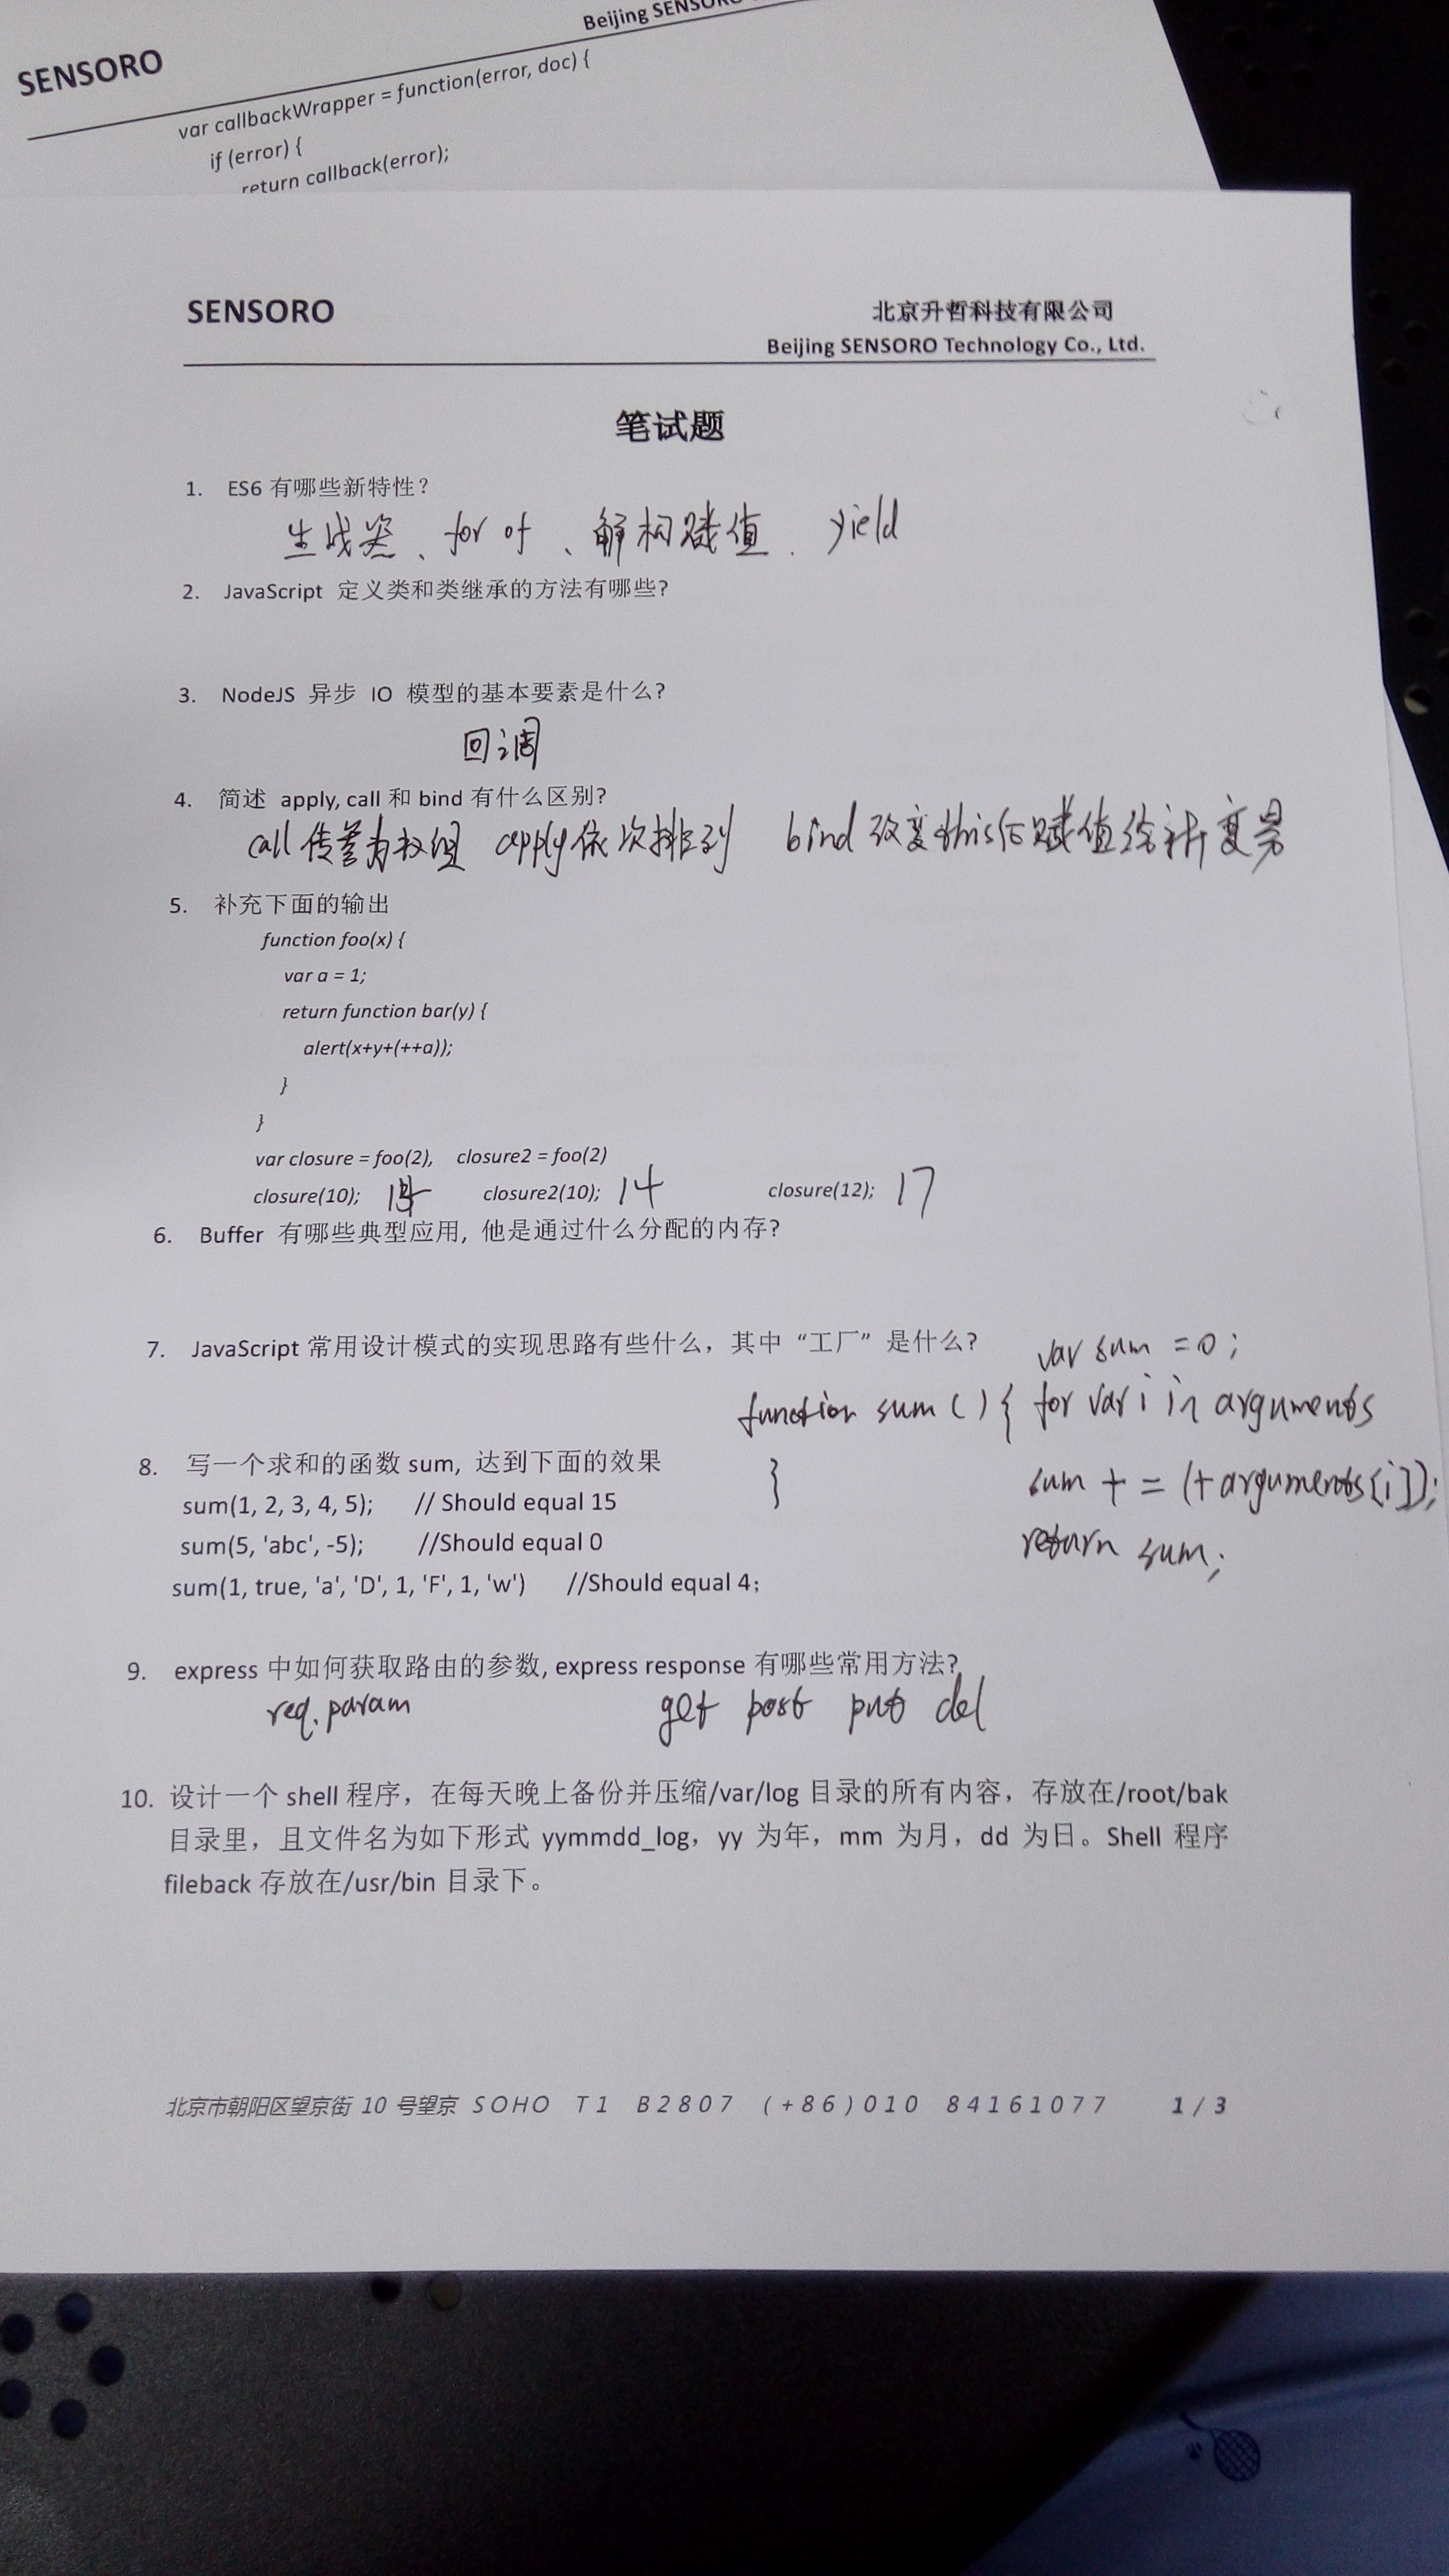 Beijing SENSORO
SENSORO
var callbackWrapper = function(error, doc) {
if (error) {
return callback(error);
SENSORO
北京升哲科技有限公司
Beijing SENSORO Technology Co., Ltd.
笔试题
1. ES6 有哪些新特性?
生成器、for of 、解构赋值、yield
2. JavaScript 定义类和类继承的方法有哪些?
3. NodeJS 异步 IO 模型的基本要素是什么?
回调
4. 简述 apply, call 和 bind 有什么区别?
call 传参为数组 apply 依次排列 bind 改变this后赋值给新变量
5. 补充下面的输出
function foo(x) {
var a = 1;
return function bar(y) {
alert(x+y+(++a));
}
}
var closure = foo(2), closure2 = foo(2)
closure(10); 14 closure2(10); 14 closure(12); 17
6. Buffer 有哪些典型应用, 他是通过什么分配的内存?
7. JavaScript 常用设计模式的实现思路有些什么，其中“工厂”是什么?
var sum = 0;
function sum () { for var i in arguments
8. 写一个求和的函数 sum, 达到下面的效果
}
sum += (+arguments[i]);
sum(1, 2, 3, 4, 5); // Should equal 15
return sum;
sum(5, 'abc', -5); //Should equal 0
sum(1, true, 'a', 'D', 1, 'F', 1, 'w') //Should equal 4;
9. express 中如何获取路由的参数, express response 有哪些常用方法?
req.param get post put del
10. 设计一个 shell 程序，在每天晚上备份并压缩/var/log 目录的所有内容，存放在/root/bak
目录里，且文件名为如下形式 yymmdd_log，yy 为年，mm 为月，dd 为日。Shell 程序
fileback 存放在/usr/bin 目录下。
北京市朝阳区望京街 10 号望京 SOHO T1 B2807 (+86)010 84161077 1 / 3